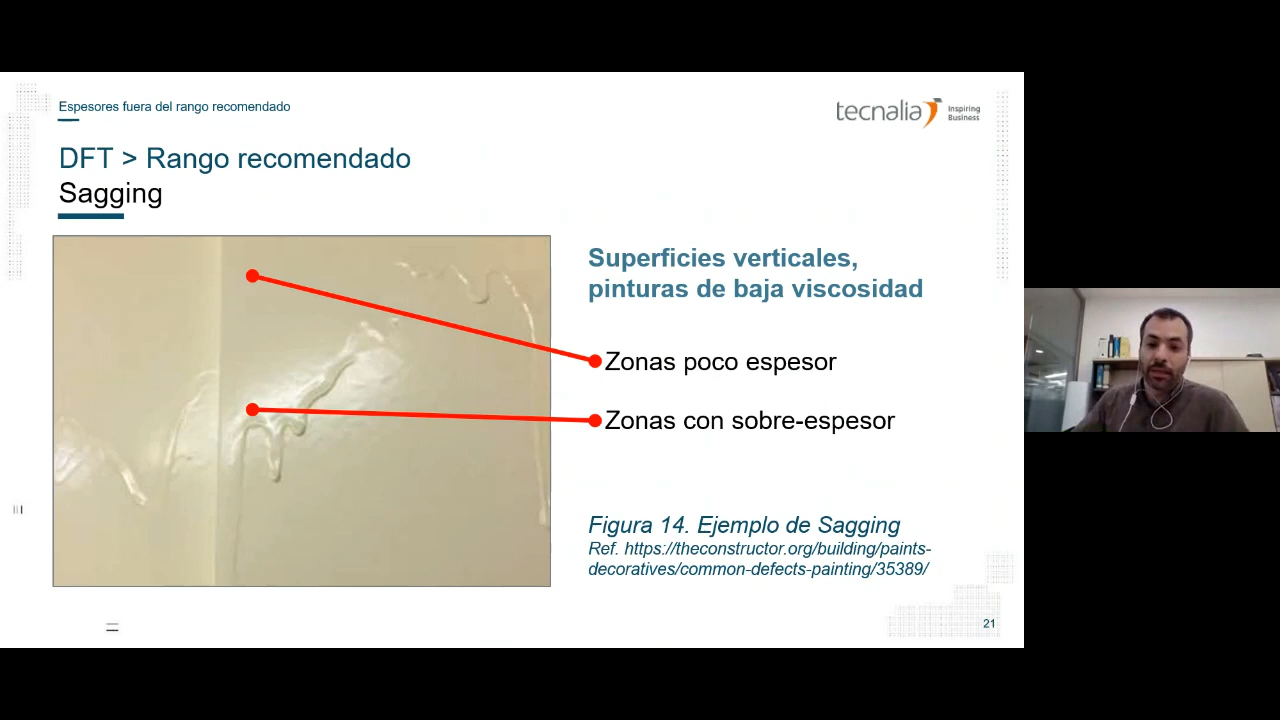 Espesores fuera del rango recomendado
tecnalia Inspiring
Business
DFT > Rango recomendado
Sagging
Superficies verticales,
pinturas de baja viscosidad
Zonas poco espesor
Zonas con sobre-espesor
Figura 14. Ejemplo de Sagging
Ref. https://theconstructor.org/building/paints-
decoratives/common-defects-painting/35389/
21